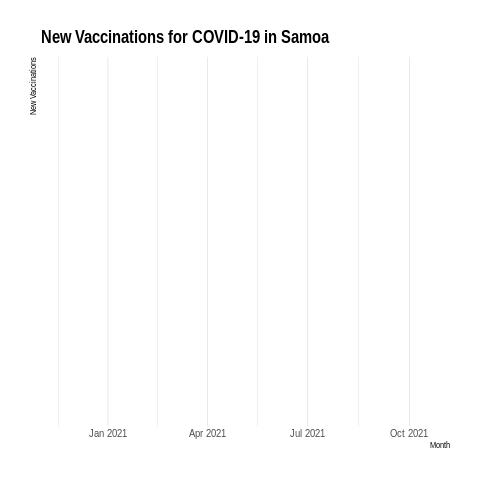 New Vaccinations for COVID-19 in Samoa
New Vaccinations
Jan 2021 Apr 2021 Jul 2021 Oct 2021
Month